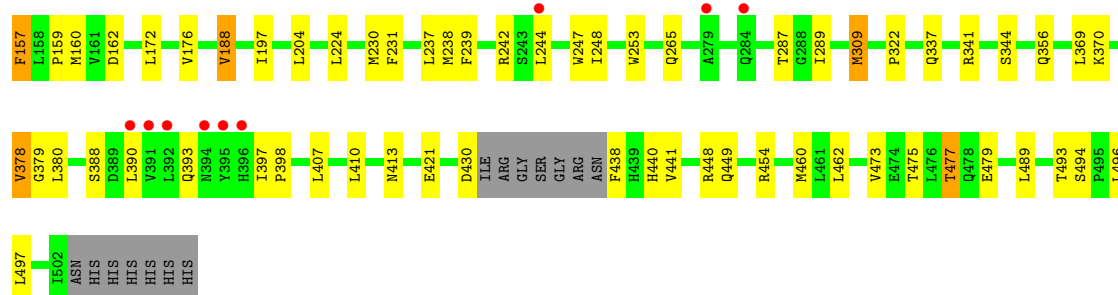 F157 L158 P159 M160 V161 D162 L172 V176 V188 I197 L204 L224 M230 F231 L237 M238 F239 R242 S243 L244 W247 I248 W253 Q265 A279 Q284 T287 G288 I289 M309 P322 Q337 R341 S344 Q356 L369 K370
V378 G379 L380 S388 D389 L390 V391 L392 Q393 N394 Y395 H396 I397 P398 L407 L410 N413 E421 D430 ILE ARG GLY SER GLY ARG ASN F438 H439 H440 V441 R448 Q449 R454 M460 L461 L462 V473 E474 T475 L476 T477 Q478 E479 L489 T493 S494 P495 L496
L497 I502 ASN HIS HIS HIS HIS HIS HIS